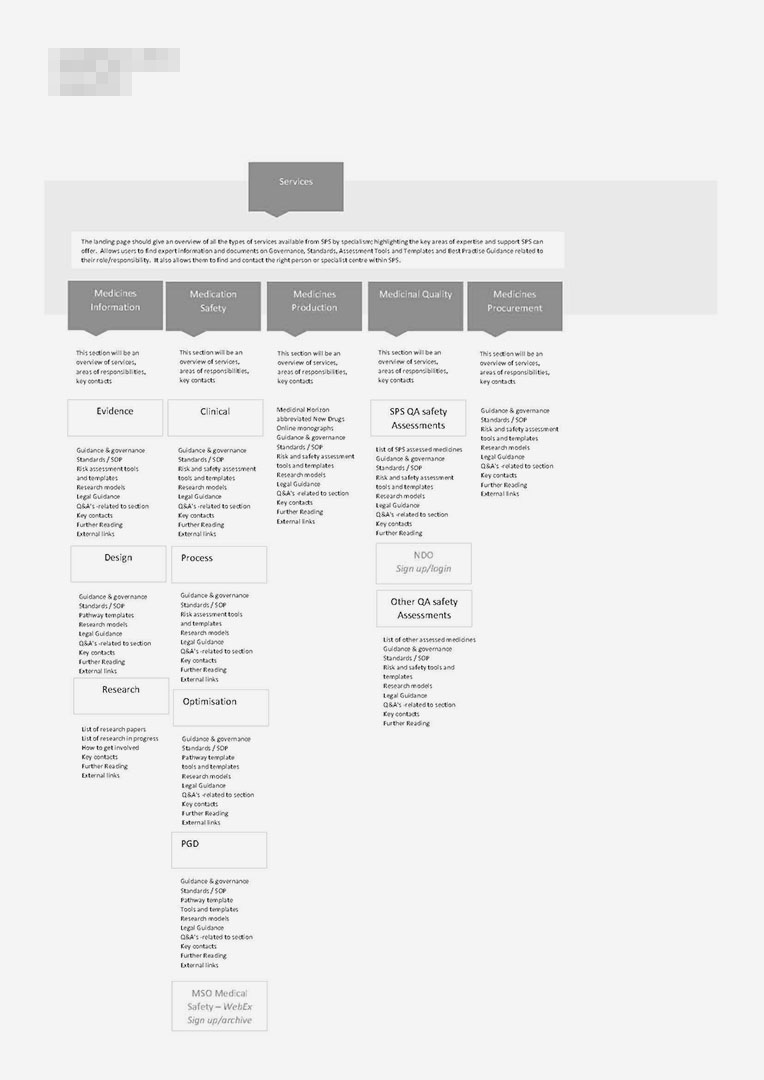 Services
The landing page should give an overview of all the types of services available from SPS by specialism; highlighting the key areas of expertise and support SPS can
offer. Allows users to find expert information and documents on Governance, Standards, Assessment Tools and Templates and Best Practise Guidance related to
their role/responsibility. It also allows them to find and contact the right person or specialist centre within SPS.
Medicines
Information
This section will be an
overview of services,
areas of responsibilities,
key contacts
Evidence
Guidance & governance
Standards / SOP
Risk assessment tools
and templates
Research models
Legal Guidance
Q&A's -related to section
Key contacts
Further Reading
External links
Design
Guidance & governance
Standards / SOP
Pathway templates
Research models
Legal Guidance
Q&A's -related to section
Key contacts
Further Reading
External links
Research
List of research papers
List of research in progress
How to get involved
Key contacts
Further Reading
External links
Medication
Safety
This section will be an
overview of services,
areas of responsibilities,
key contacts
Clinical
Guidance & governance
Standards / SOP
Risk and safety assessment
tools and templates
Research models
Legal Guidance
Q&A's -related to section
Key contacts
Further Reading
External links
Process
Guidance & governance
Standards / SOP
Risk assessment tools
and templates
Research models
Legal Guidance
Q&A's -related to section
Key contacts
Further Reading
External links
Optimisation
Guidance & governance
Standards / SOP
Pathway template
tools and templates
Research models
Legal Guidance
Q&A's -related to section
Key contacts
Further Reading
External links
PGD
Guidance & governance
Standards / SOP
Pathway template
Tools and templates
Research models
Legal Guidance
Q&A's -related to section
Key contacts
Further Reading
External links
MSO Medical
Safety – WebEx
Sign up/archive
Medicines
Production
This section will be an
overview of services,
areas of responsibilities,
key contacts
Medicinal Horizon
abbreviated New Drugs
Online monographs
Guidance & governance
Standards / SOP
Risk and safety assessment
tools and templates
Research models
Legal Guidance
Q&A's -related to section
Key contacts
Further Reading
External links
Medicinal Quality
This section will be an
overview of services,
areas of responsibilities,
key contacts
SPS QA safety
Assessments
List of SPS assessed medicines
Guidance & governance
Standards / SOP
Risk and safety assessment
tools and templates
Research models
Legal Guidance
Q&A's -related to section
Key contacts
Further Reading
NDO
Sign up/login
Other QA safety
Assessments
List of other assessed medicines
Guidance & governance
Standards / SOP
Risk and safety tools and
templates
Research models
Legal Guidance
Q&A's -related to section
Key contacts
Further Reading
Medicines
Procurement
This section will be an
overview of services,
areas of responsibilities,
key contacts
Guidance & governance
Standards / SOP
Risk and safety assessment
tools and templates
Research models
Legal Guidance
Q&A's -related to section
Key contacts
Further Reading
External links